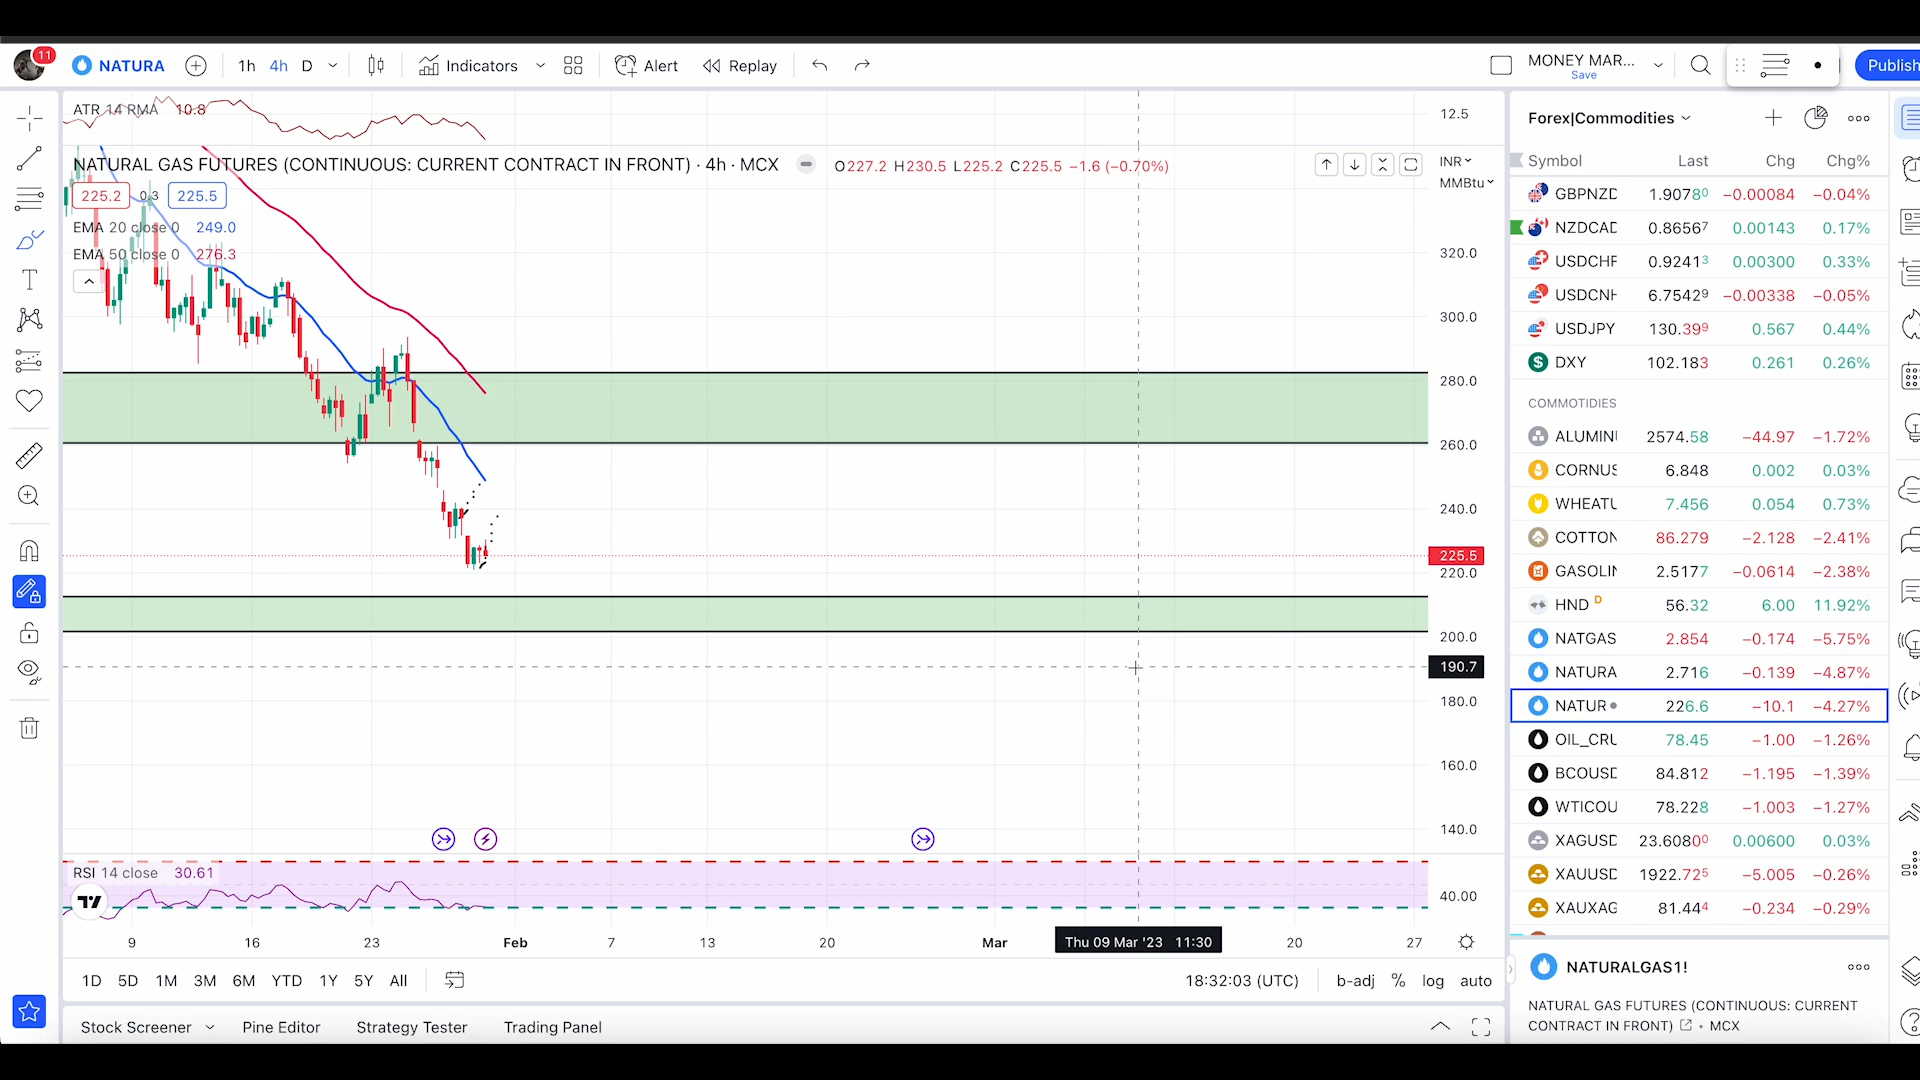 11 NATURA 1h 4h D Indicators Alert Replay MONEY MAR... Save Publish
ATR 14 RMA 10.8 12.5
NATURAL GAS FUTURES (CONTINUOUS: CURRENT CONTRACT IN FRONT) · 4h · MCX O227.2 H230.5 L225.2 C225.5 −1.6 (−0.70%) INR
MMBtu
225.2 0.3 225.5
EMA 20 close 0 249.0
EMA 50 close 0 276.3
320.0
300.0
280.0
260.0
240.0
225.5
220.0
200.0
190.7
180.0
160.0
140.0
RSI 14 close 30.61
40.00
9 16 23 Feb 7 13 20 Mar Thu 09 Mar '23 11:30 20 27
1D 5D 1M 3M 6M YTD 1Y 5Y All 18:32:03 (UTC) b-adj % log auto
Stock Screener Pine Editor Strategy Tester Trading Panel
Forex|Commodities
Symbol Last Chg Chg%
GBPNZD 1.90780 −0.00084 −0.04%
NZDCAD 0.86567 0.00143 0.17%
USDCHF 0.92413 0.00300 0.33%
USDCNH 6.75429 −0.00338 −0.05%
USDJPY 130.399 0.567 0.44%
DXY 102.183 0.261 0.26%
COMMOTIDIES
ALUMINI 2574.58 −44.97 −1.72%
CORNUS 6.848 0.002 0.03%
WHEATU 7.456 0.054 0.73%
COTTON 86.279 −2.128 −2.41%
GASOLIN 2.5177 −0.0614 −2.38%
HND D 56.32 6.00 11.92%
NATGAS 2.854 −0.174 −5.75%
NATURA 2.716 −0.139 −4.87%
NATUR 226.6 −10.1 −4.27%
OIL_CRU 78.45 −1.00 −1.26%
BCOUSD 84.812 −1.195 −1.39%
WTICOU 78.228 −1.003 −1.27%
XAGUSD 23.60800 0.00600 0.03%
XAUUSD 1922.725 −5.005 −0.26%
XAUXAG 81.444 −0.234 −0.29%
NATURALGAS1!
NATURAL GAS FUTURES (CONTINUOUS: CURRENT
CONTRACT IN FRONT) • MCX